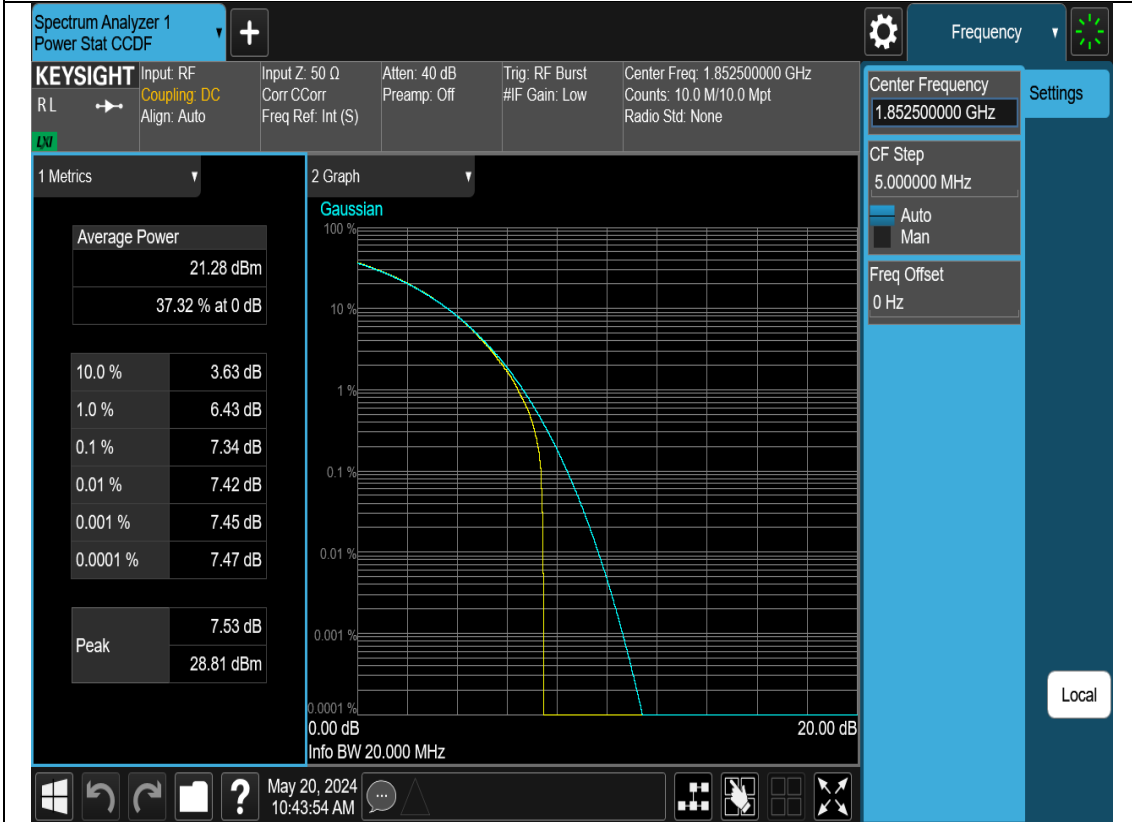 Spectrum Analyzer 1
Power Stat CCDF
+
Frequency
KEYSIGHT
RL
LXI
Input: RF
Coupling: DC
Align: Auto
Input Z: 50 Ω
Corr CCorr
Freq Ref: Int (S)
Atten: 40 dB
Preamp: Off
Trig: RF Burst
#IF Gain: Low
Center Freq: 1.852500000 GHz
Counts: 10.0 M/10.0 Mpt
Radio Std: None
Center Frequency
1.852500000 GHz
Settings
CF Step
5.000000 MHz
Auto
Man
Freq Offset
0 Hz
Local
1 Metrics
Average Power
21.28 dBm
37.32 % at 0 dB
10.0 % 3.63 dB
1.0 % 6.43 dB
0.1 % 7.34 dB
0.01 % 7.42 dB
0.001 % 7.45 dB
0.0001 % 7.47 dB
Peak
7.53 dB
28.81 dBm
2 Graph
Gaussian
100 %
10 %
1 %
0.1 %
0.01 %
0.001 %
0.0001 %
0.00 dB 20.00 dB
Info BW 20.000 MHz
?
May 20, 2024
10:43:54 AM